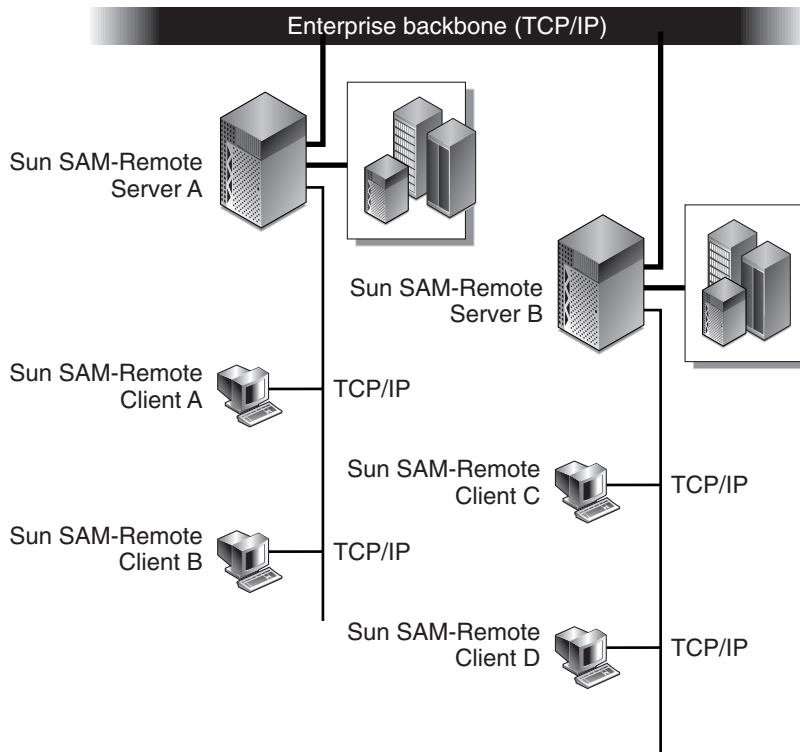 Enterprise backbone (TCP/IP)
Sun SAM-Remote
Server A
Sun SAM-Remote
Server B
Sun SAM-Remote
Client A
TCP/IP
Sun SAM-Remote
Client C
TCP/IP
Sun SAM-Remote
Client B
TCP/IP
Sun SAM-Remote
Client D
TCP/IP